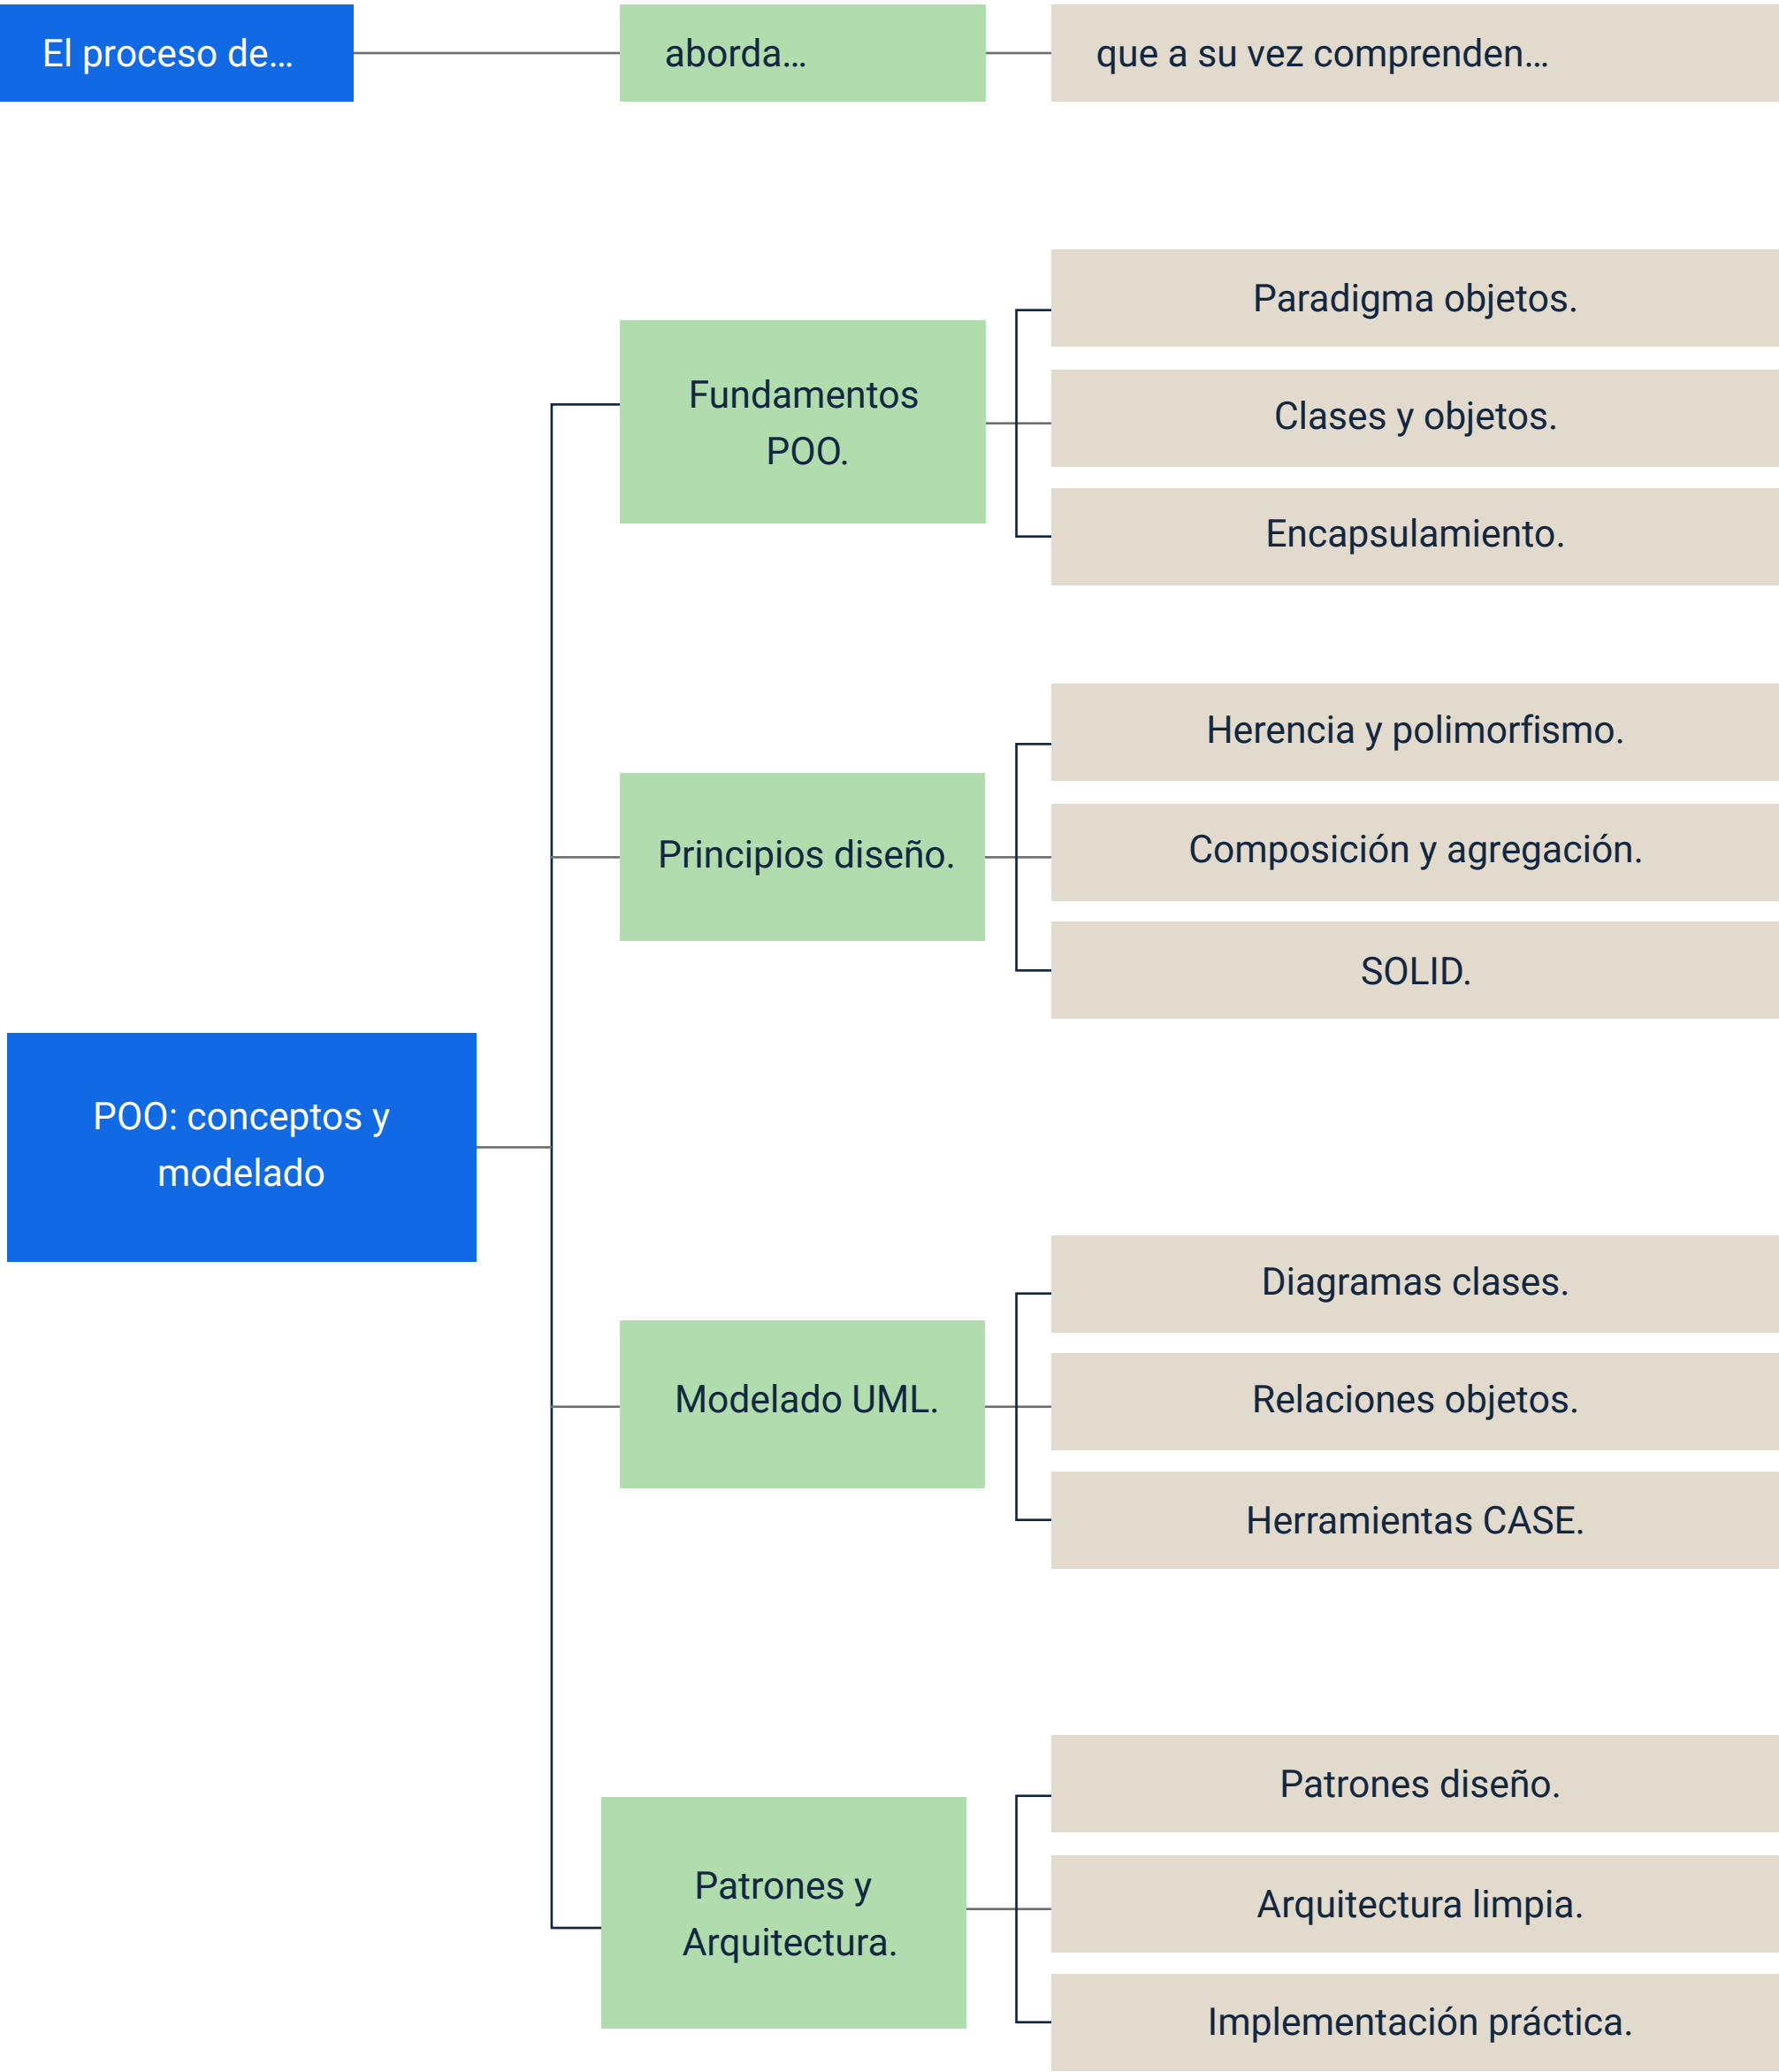 El proceso de...
aborda...
que a su vez comprenden...
Fundamentos
POO.
Paradigma objetos.
Clases y objetos.
Encapsulamiento.
Principios diseño.
Herencia y polimorfismo.
Composición y agregación.
SOLID.
POO: conceptos y
modelado
Modelado UML.
Diagramas clases.
Relaciones objetos.
Herramientas CASE.
Patrones y
Arquitectura.
Patrones diseño.
Arquitectura limpia.
Implementación práctica.